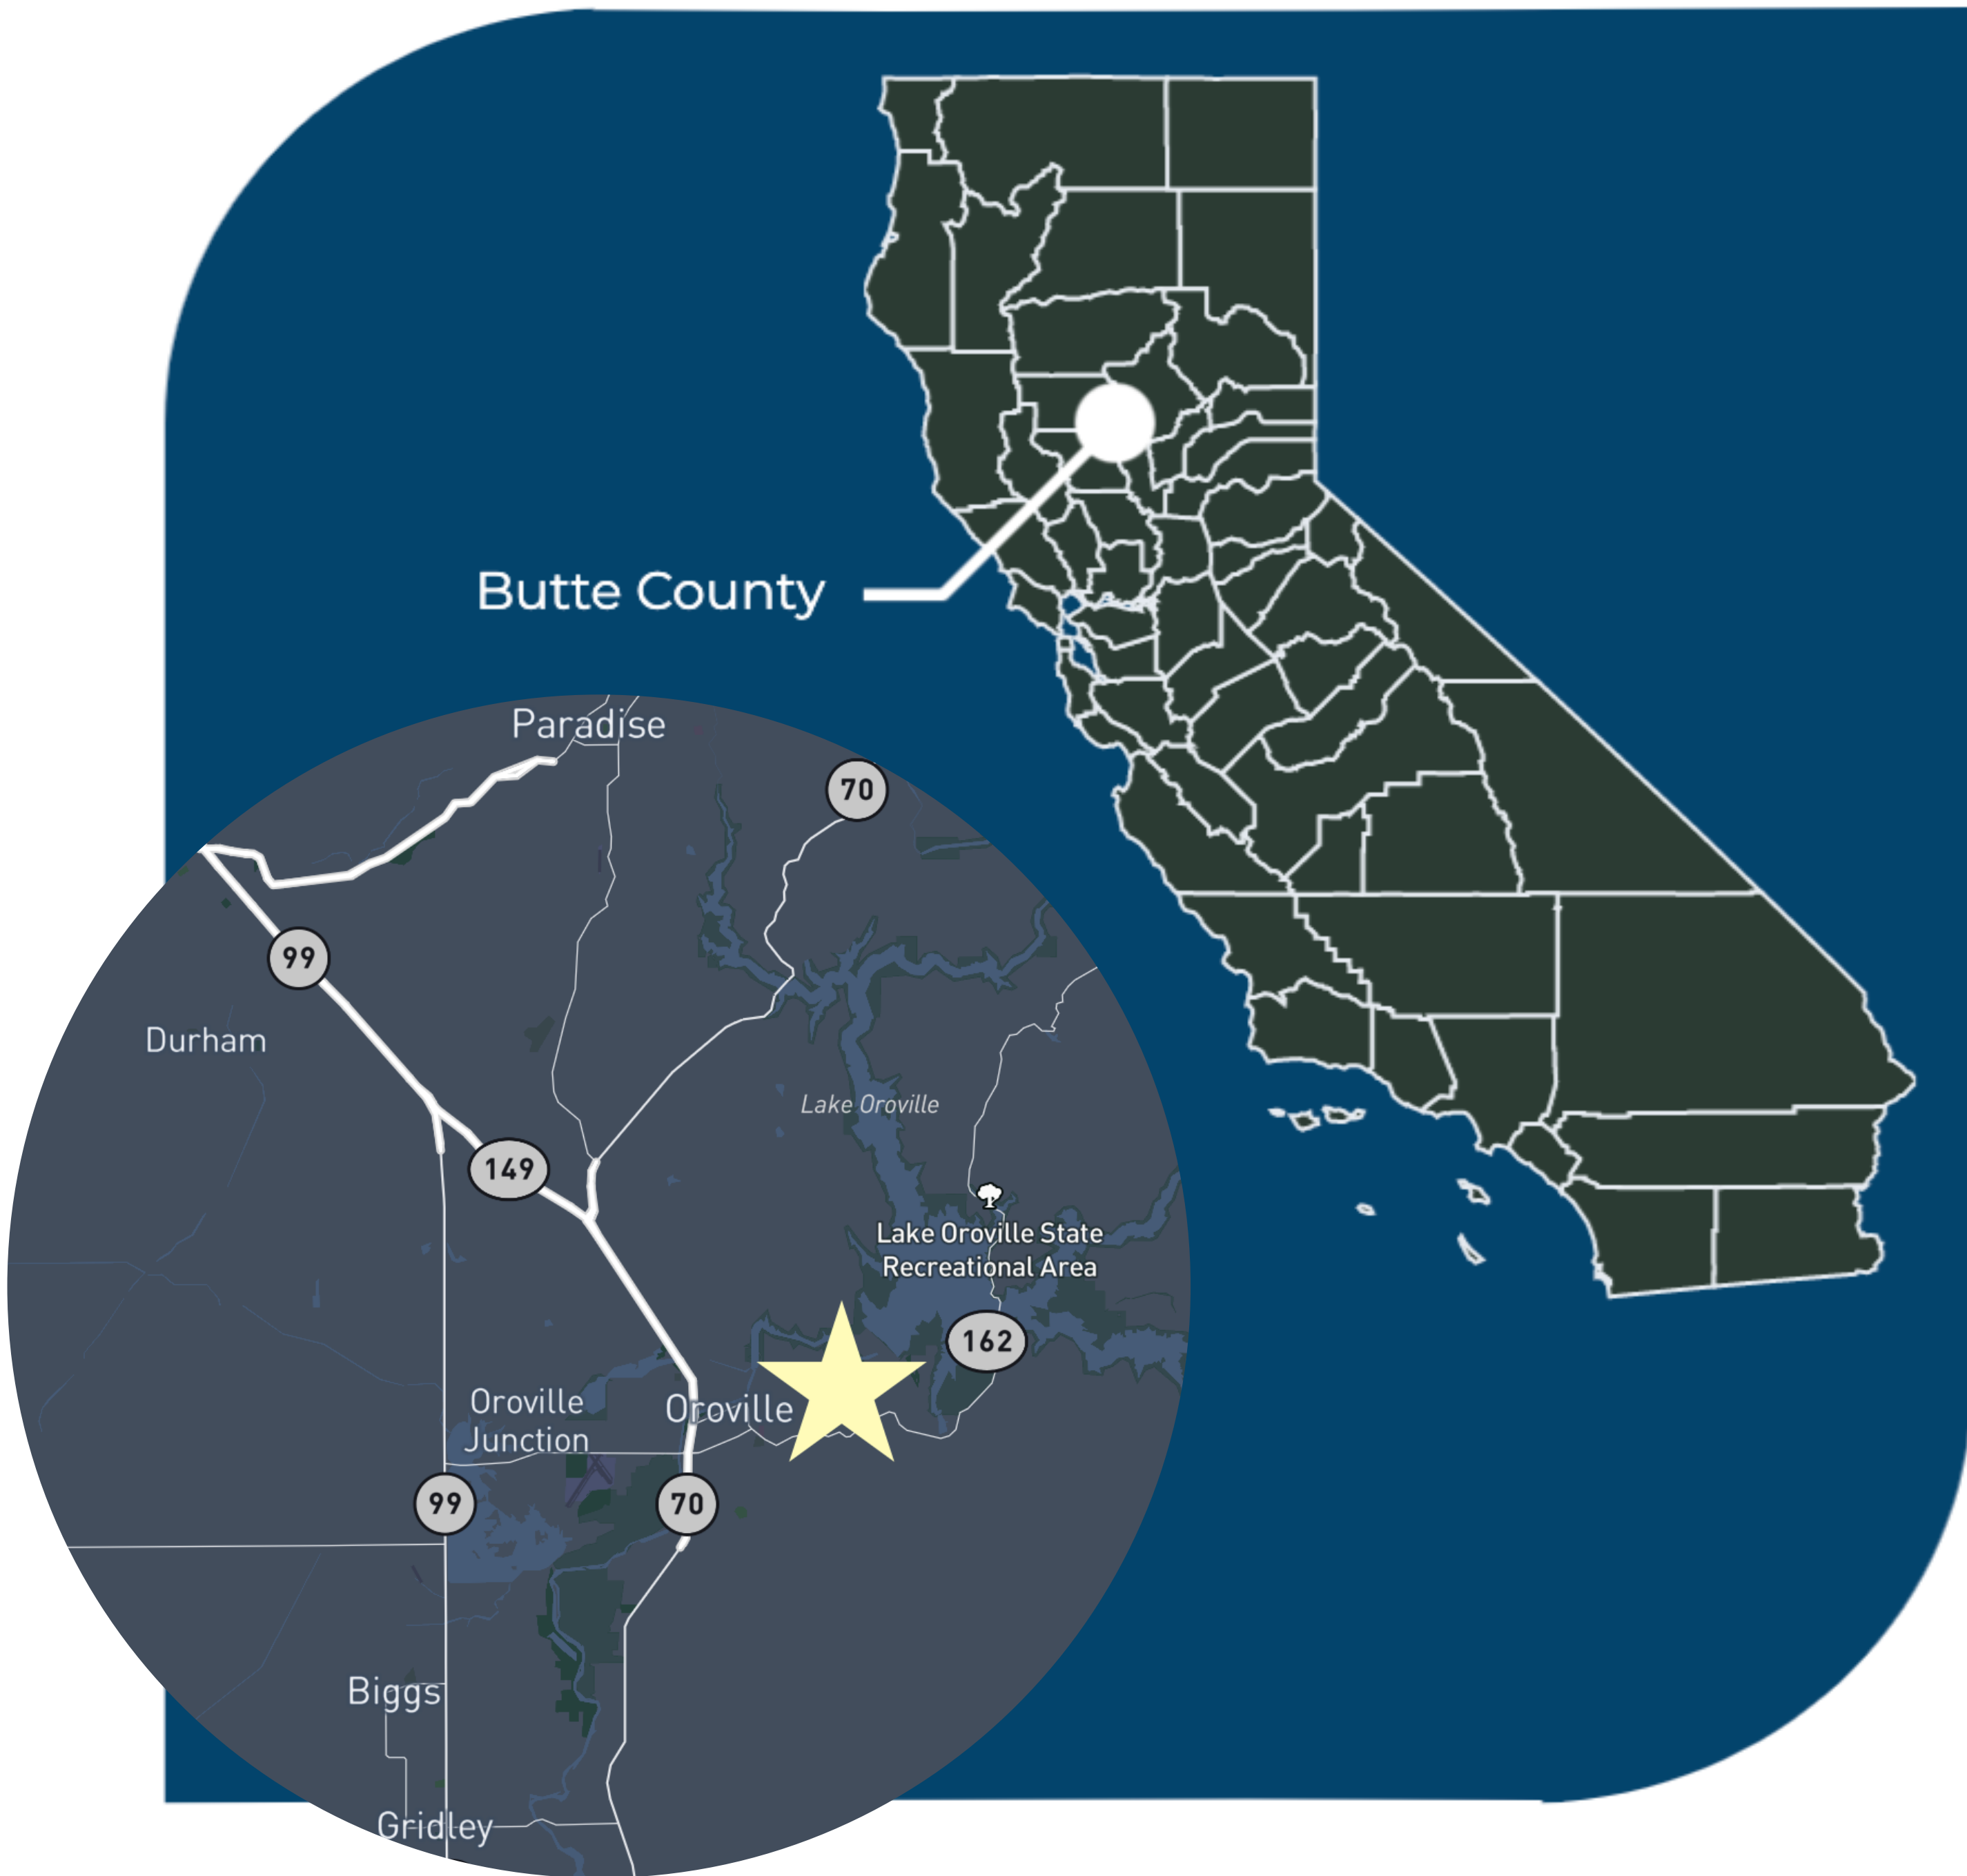 Butte County
Paradise
70
99
Durham
Lake Oroville
149
Lake Oroville State
Recreational Area
162
Oroville
Junction
Oroville
99
70
Biggs
Gridley